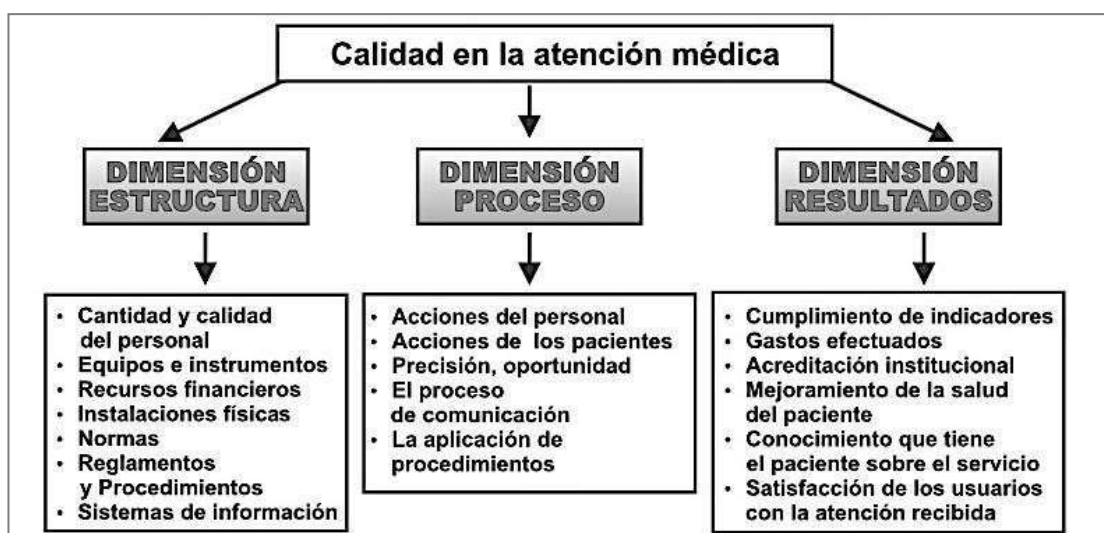 Calidad en la atención médica
DIMENSIÓN
ESTRUCTURA
DIMENSIÓN
PROCESO
DIMENSIÓN
RESULTADOS
• Cantidad y calidad
del personal
• Equipos e instrumentos
• Recursos financieros
• Instalaciones físicas
• Normas
• Reglamentos
y Procedimientos
• Sistemas de información
• Acciones del personal
• Acciones de los pacientes
• Precisión, oportunidad
• El proceso
de comunicación
• La aplicación de
procedimientos
• Cumplimiento de indicadores
• Gastos efectuados
• Acreditación institucional
• Mejoramiento de la salud
del paciente
• Conocimiento que tiene
el paciente sobre el servicio
• Satisfacción de los usuarios
con la atención recibida